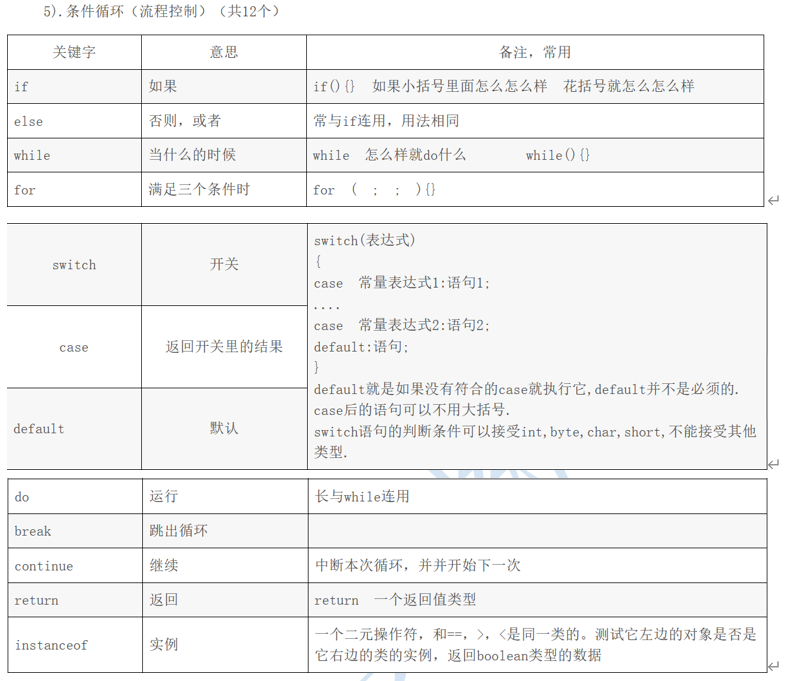 5).条件循环（流程控制）（共12个）
关键字 意思 备注，常用
if 如果 if(){} 如果小括号里面怎么怎么样 花括号就怎么怎么样
else 否则，或者 常与if连用，用法相同
while 当什么的时候 while 怎么样就do什么 while(){}
for 满足三个条件时 for ( ; ; ){}
switch 开关
switch(表达式)
{
case 常量表达式1:语句1;
....
case 常量表达式2:语句2;
default:语句;
}
default就是如果没有符合的case就执行它,default并不是必须的.
case后的语句可以不用大括号.
switch语句的判断条件可以接受int,byte,char,short,不能接受其他
类型.
case 返回开关里的结果
default 默认
do 运行 长与while连用
break 跳出循环
continue 继续 中断本次循环，并并开始下一次
return 返回 return 一个返回值类型
instanceof 实例 一个二元操作符，和==，>，<是同一类的。测试它左边的对象是否是
它右边的类的实例，返回boolean类型的数据